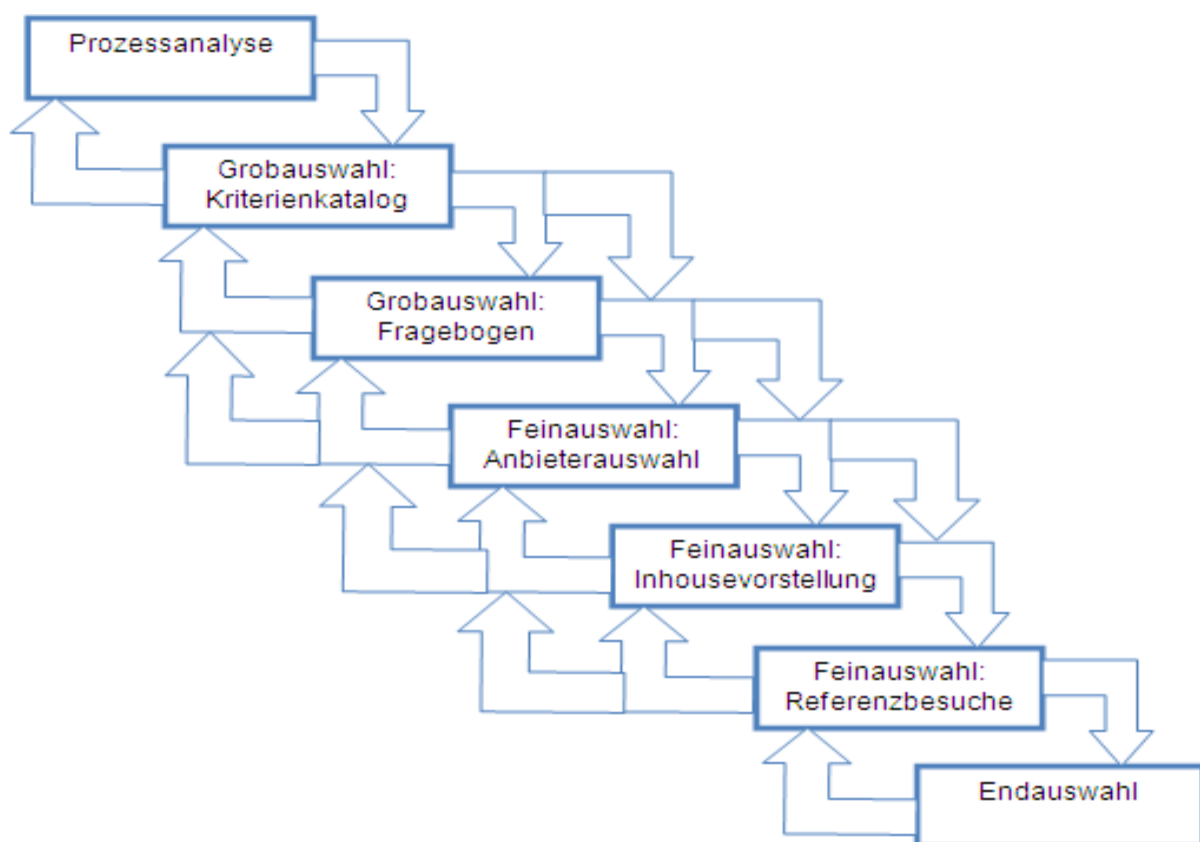 Prozessanalyse
Grobauswahl:
Kriterienkatalog
Grobauswahl:
Fragebogen
Feinauswahl:
Anbieterauswahl
Feinauswahl:
Inhousevorstellung
Feinauswahl:
Referenzbesuche
Endauswahl